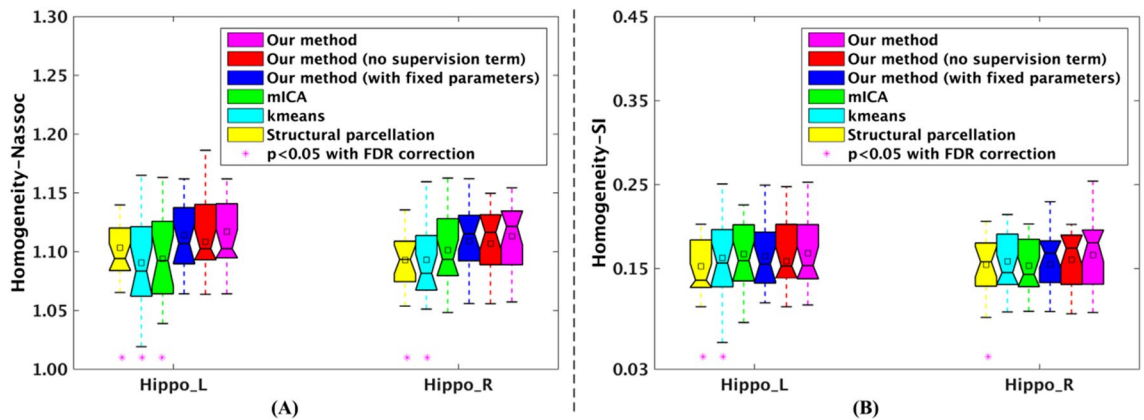 1.30
1.25
1.20
1.15
1.10
1.05
1.00
Homogeneity-Nassoc
Our method
Our method (no supervision term)
Our method (with fixed parameters)
mICA
kmeans
Structural parcellation
p<0.05 with FDR correction
Hippo_L
Hippo_R
(A)
0.45
0.35
0.25
0.15
0.03
Homogeneity-SI
Our method
Our method (no supervision term)
Our method (with fixed parameters)
mICA
kmeans
Structural parcellation
p<0.05 with FDR correction
Hippo_L
Hippo_R
(B)